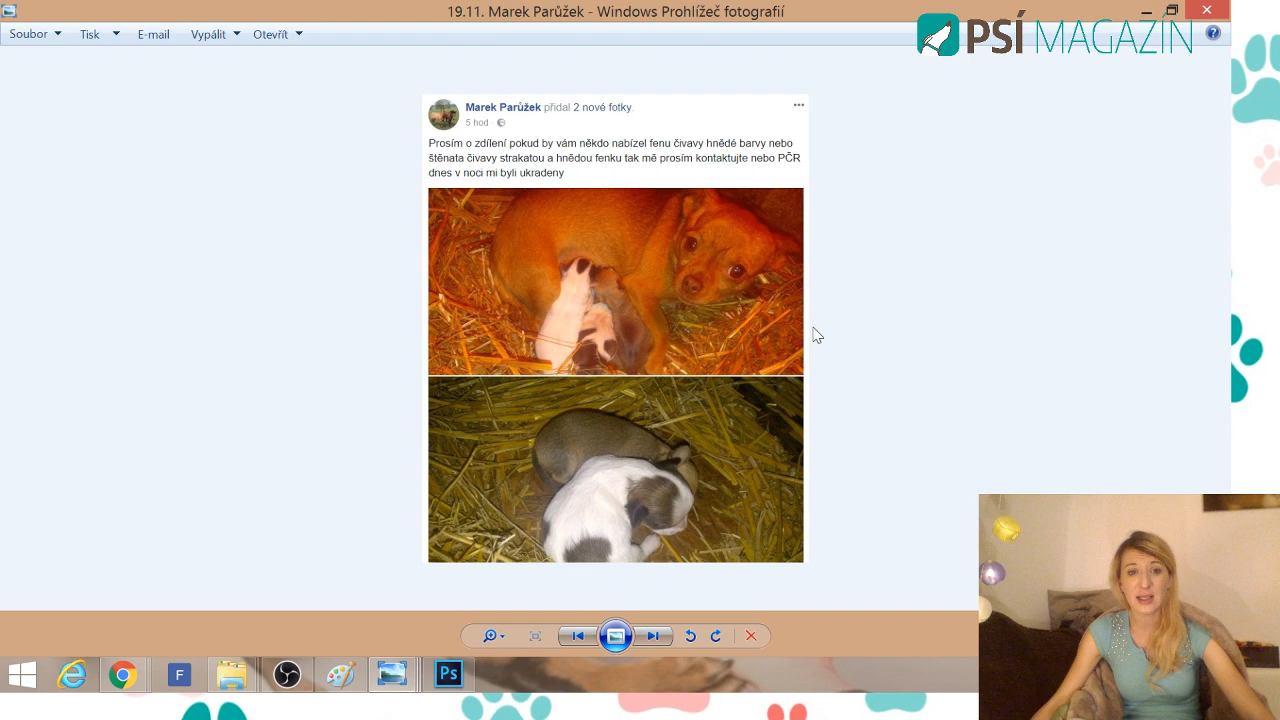 19.11. Marek Parůžek - Windows Prohlížeč fotografií
Soubor Tisk E-mail Vypálit Otevřít
PSÍ MAGAZÍN
Marek Parůžek přidal 2 nové fotky.
5 hod
Prosím o zdílení pokud by vám někdo nabízel fenu čivavy hnědé barvy nebo
štěnata čivavy strakatou a hnědou fenku tak mě prosím kontaktujte nebo PČR
dnes v noci mi byli ukradeny
F
Ps